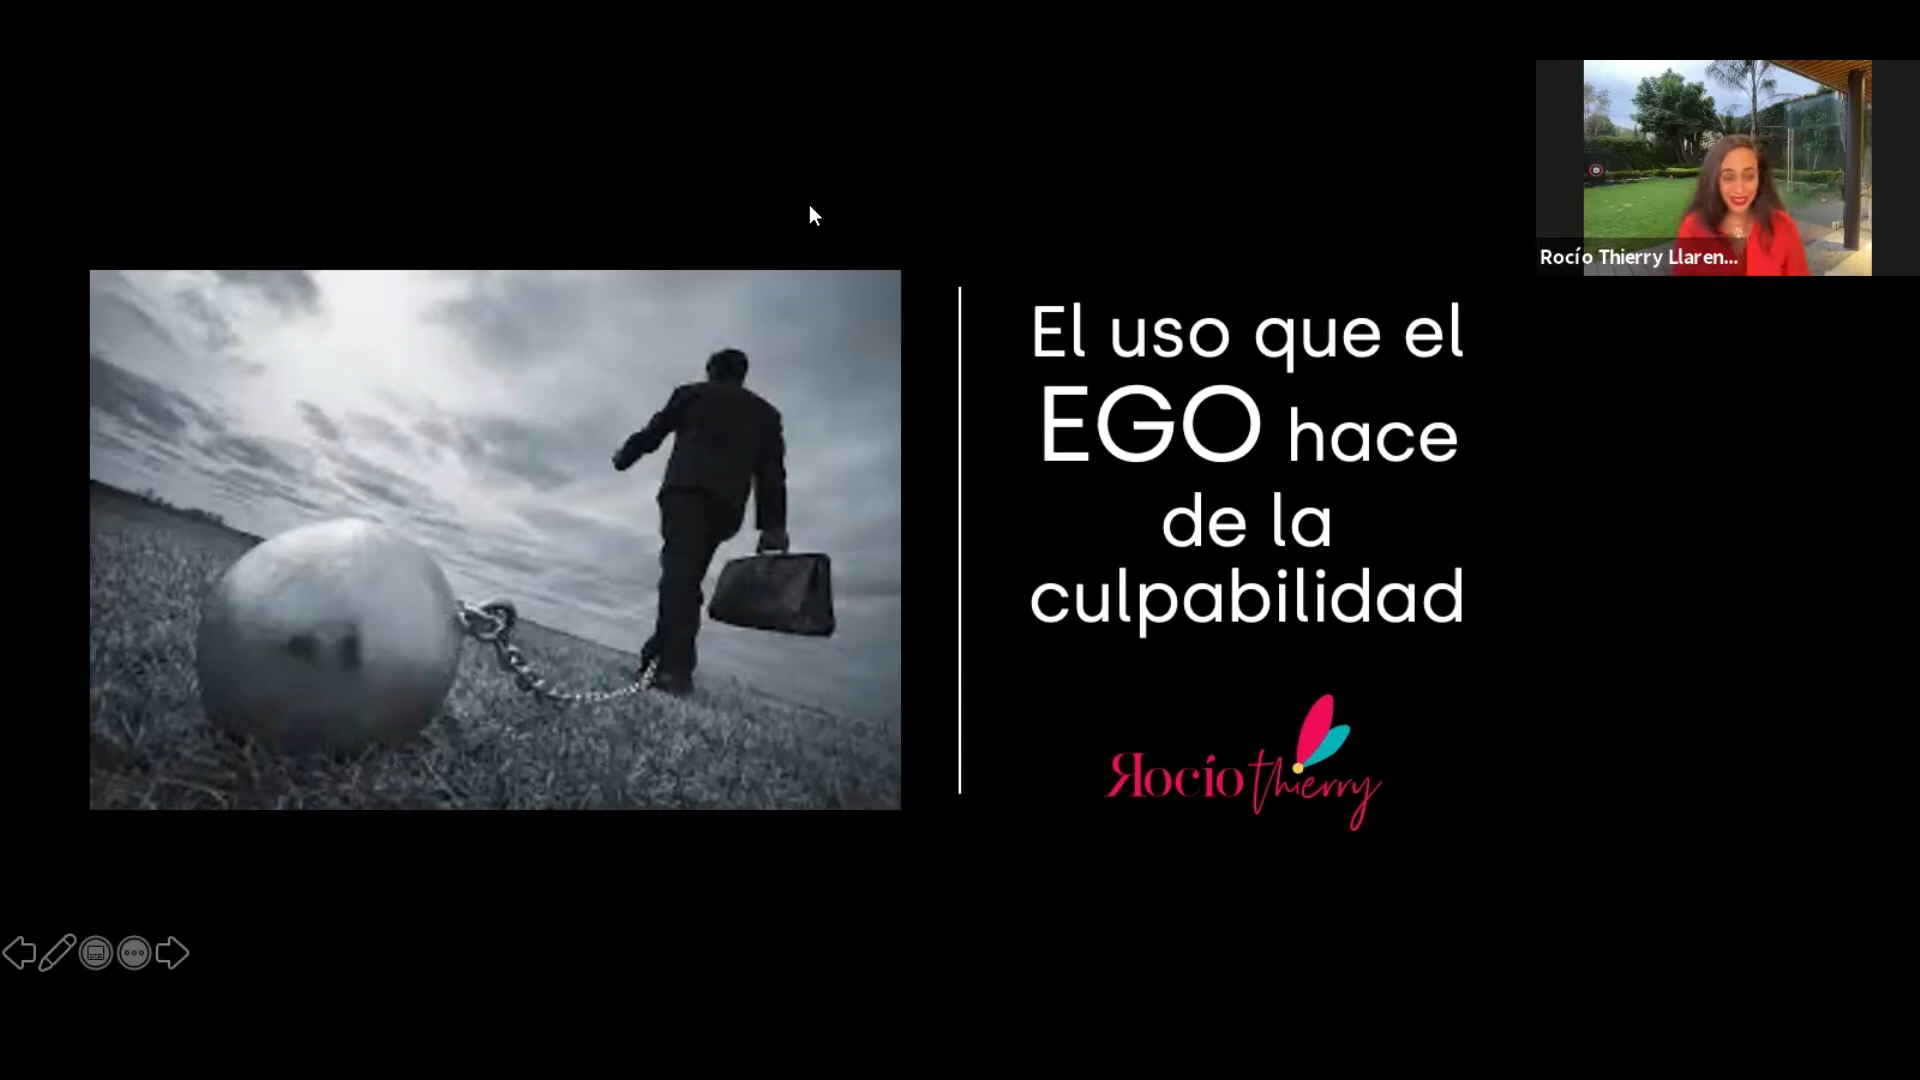 Rocío Thierry Llaren...
El uso que el
EGO hace
de la
culpabilidad
Rocío thierry